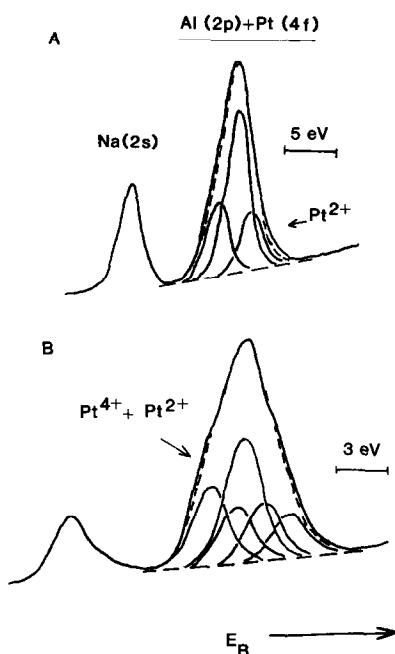 A
Al (2p)+Pt (4f)
Na(2s)
5 eV
Pt2+
B
Pt4+ + Pt2+
3 eV
EB